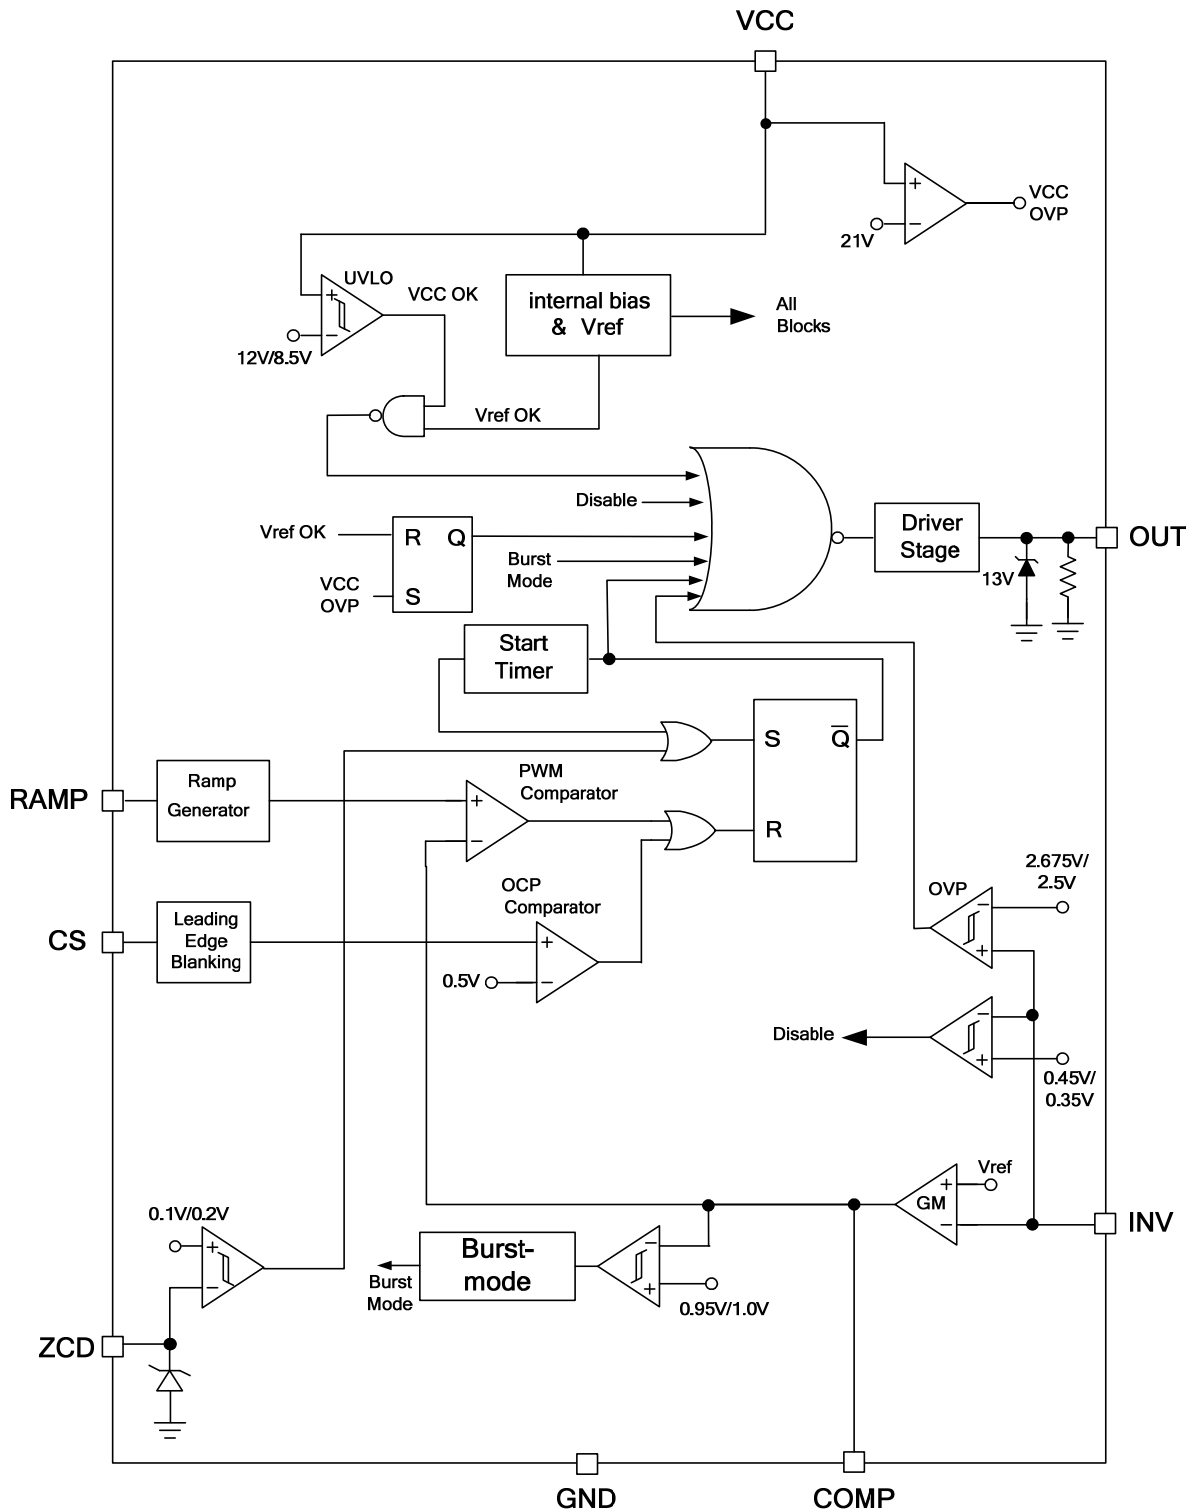 VCC
VCC
OVP
21V
UVLO
VCC OK
internal bias
& Vref
All
Blocks
12V/8.5V
Vref OK
Disable
Vref OK
R Q
Driver
Stage
OUT
Burst
Mode
VCC
OVP
S
13V
Start
Timer
S Q
RAMP
Ramp
Generator
PWM
Comparator
R
2.675V/
2.5V
OVP
OCP
Comparator
CS
Leading
Edge
Blanking
0.5V
Disable
0.45V/
0.35V
Vref
GM
0.1V/0.2V
INV
Burst-
mode
Burst
Mode
0.95V/1.0V
ZCD
GND
COMP